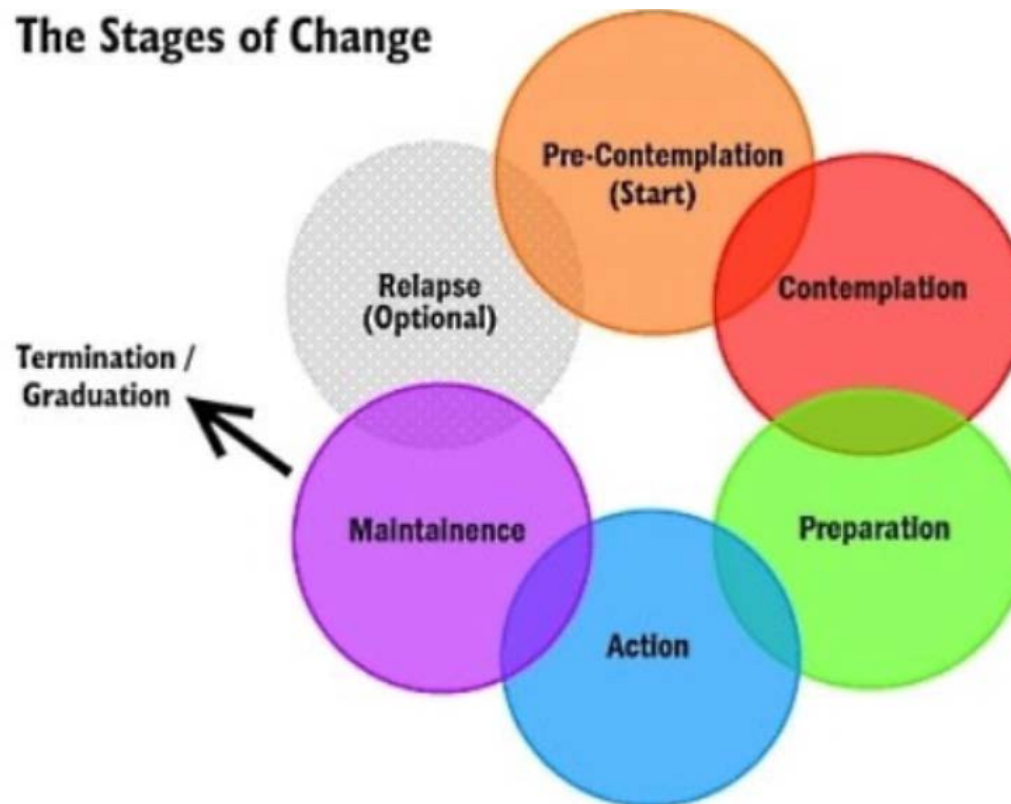 The Stages of Change
Pre-Contemplation
(Start)
Contemplation
Preparation
Action
Maintainence
Relapse
(Optional)
Termination /
Graduation